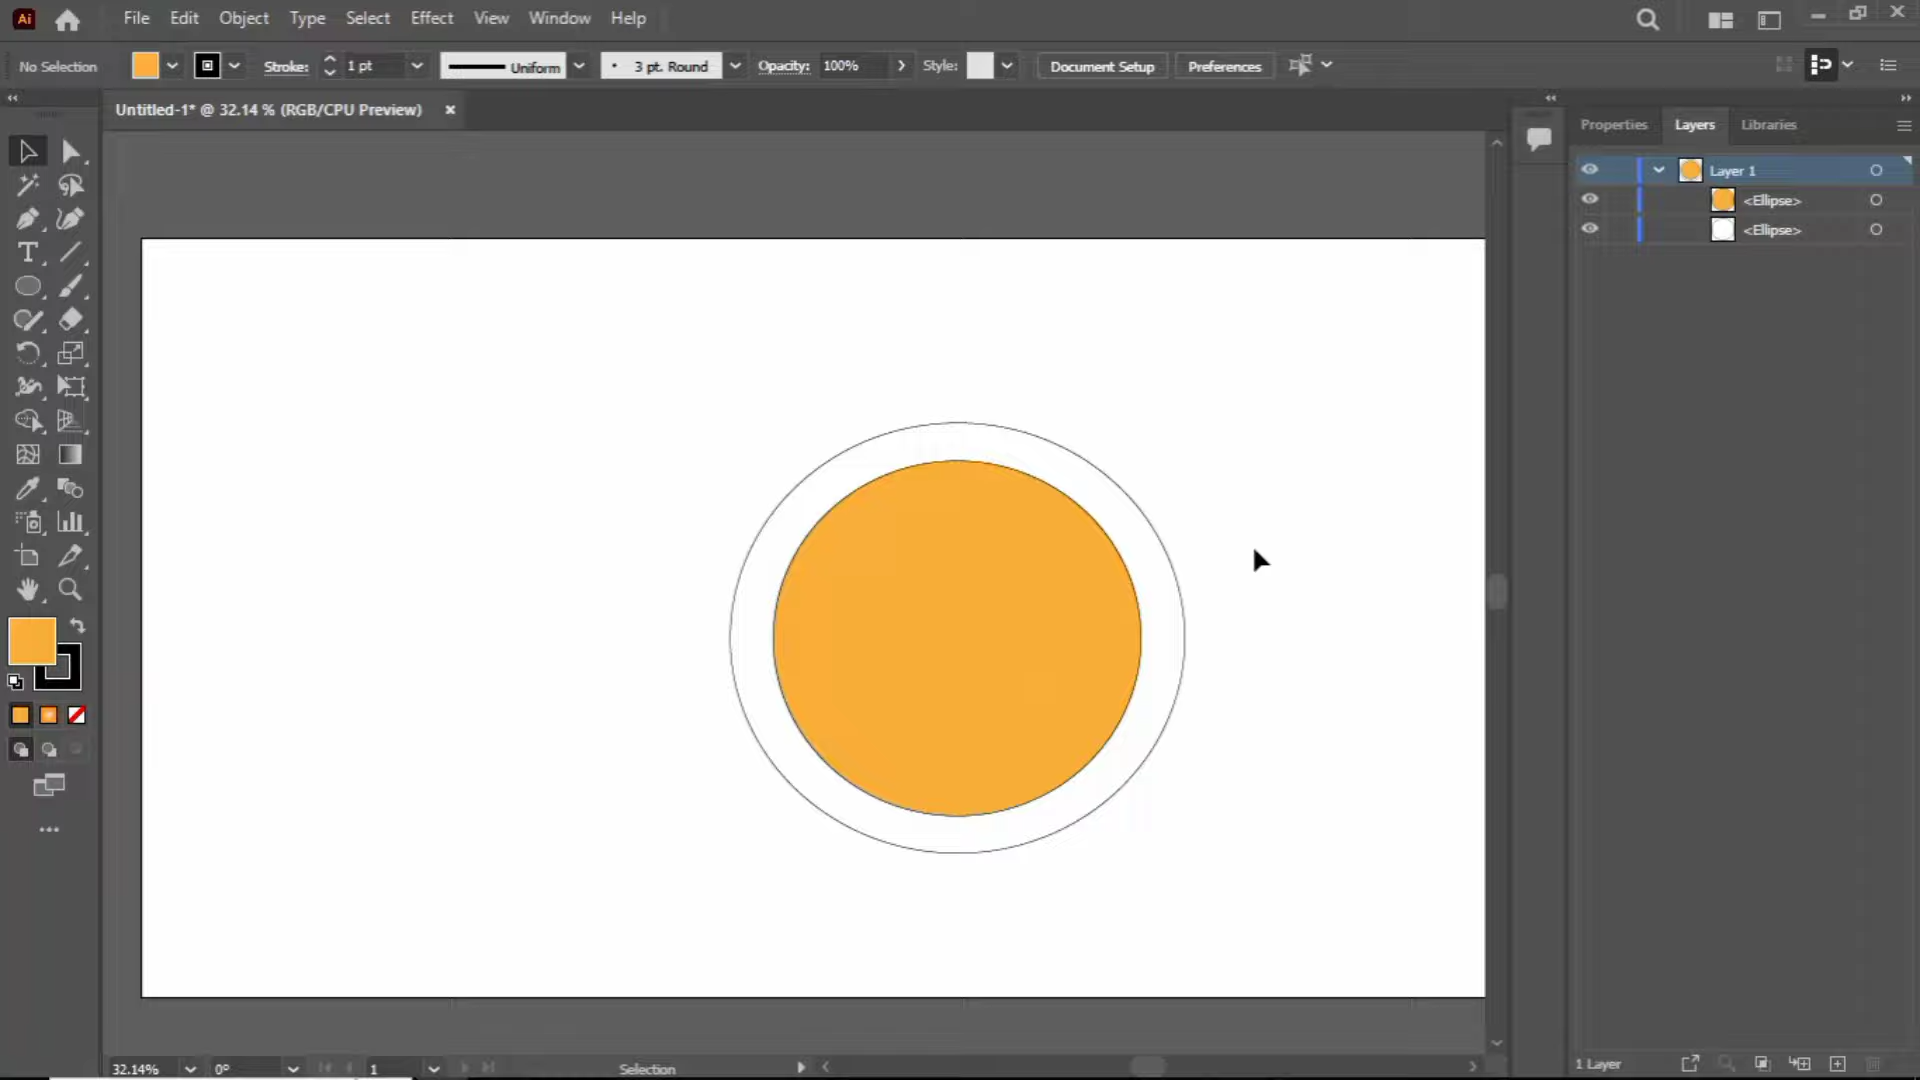 Ai File Edit Object Type Select Effect View Window Help
No Selection Stroke: 1 pt Uniform 3 pt. Round Opacity: 100% Style: Document Setup Preferences
Untitled-1* @ 32.14 % (RGB/CPU Preview)
Properties Layers Libraries
Layer 1
<Ellipse>
<Ellipse>
T
32.14% 0° 1 Selection
1 Layer